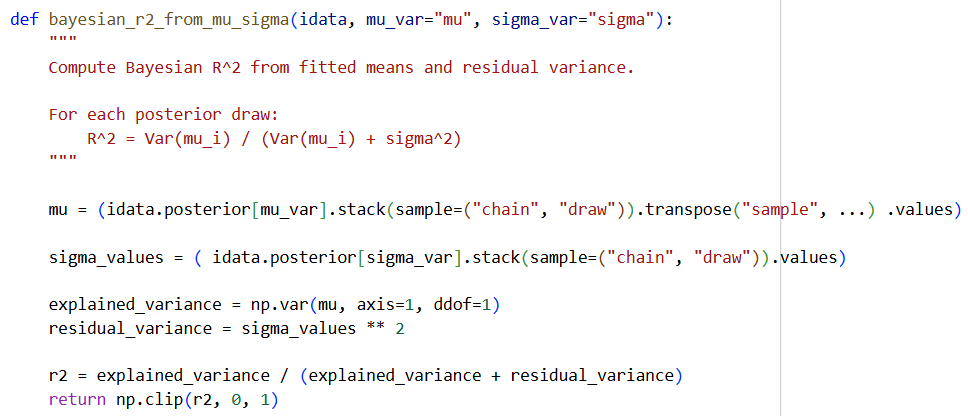 def bayesian_r2_from_mu_sigma(idata, mu_var="mu", sigma_var="sigma"):
    """
    Compute Bayesian R^2 from fitted means and residual variance.

    For each posterior draw:
        R^2 = Var(mu_i) / (Var(mu_i) + sigma^2)
    """

    mu = (idata.posterior[mu_var].stack(sample=("chain", "draw")).transpose("sample", ...) .values)

    sigma_values = ( idata.posterior[sigma_var].stack(sample=("chain", "draw")).values)

    explained_variance = np.var(mu, axis=1, ddof=1)
    residual_variance = sigma_values ** 2

    r2 = explained_variance / (explained_variance + residual_variance)
    return np.clip(r2, 0, 1)